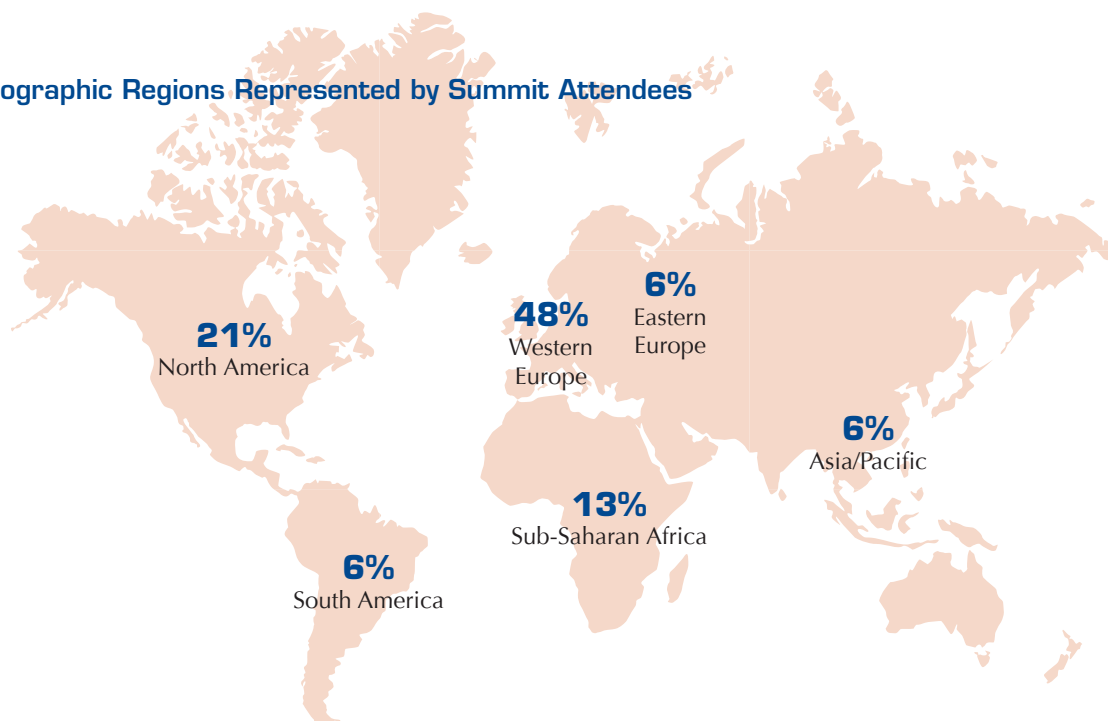 ographic Regions Represented by Summit Attendees
6%
Eastern
Europe
48%
Western
Europe
21%
North America
6%
Asia/Pacific
13%
Sub-Saharan Africa
6%
South America